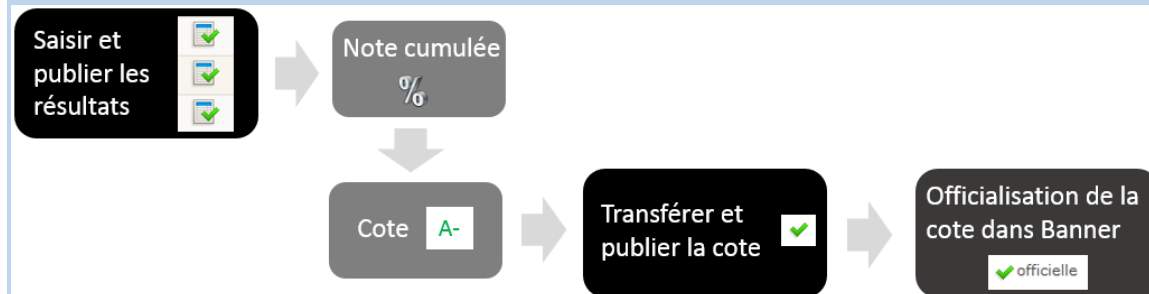 Saisir et
publier les
résultats
Note cumulée
%
Cote A-
Transférer et
publier la cote
Officialisation de la
cote dans Banner
officielle